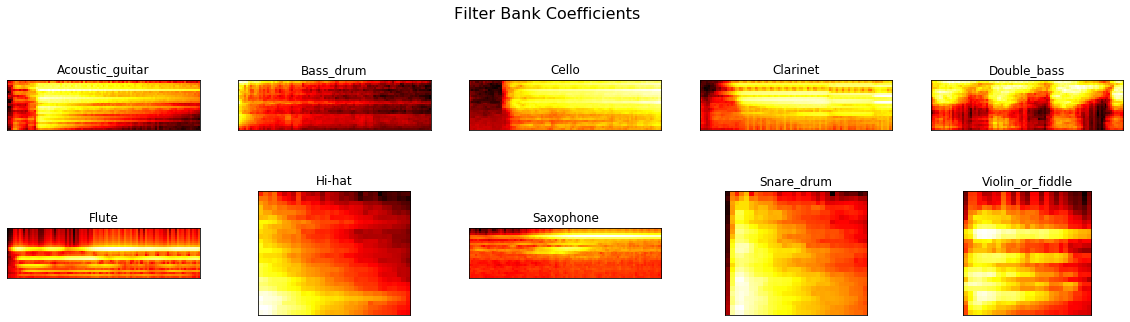 Filter Bank Coefficients
Acoustic_guitar
Bass_drum
Cello
Clarinet
Double_bass
Flute
Hi-hat
Saxophone
Snare_drum
Violin_or_fiddle